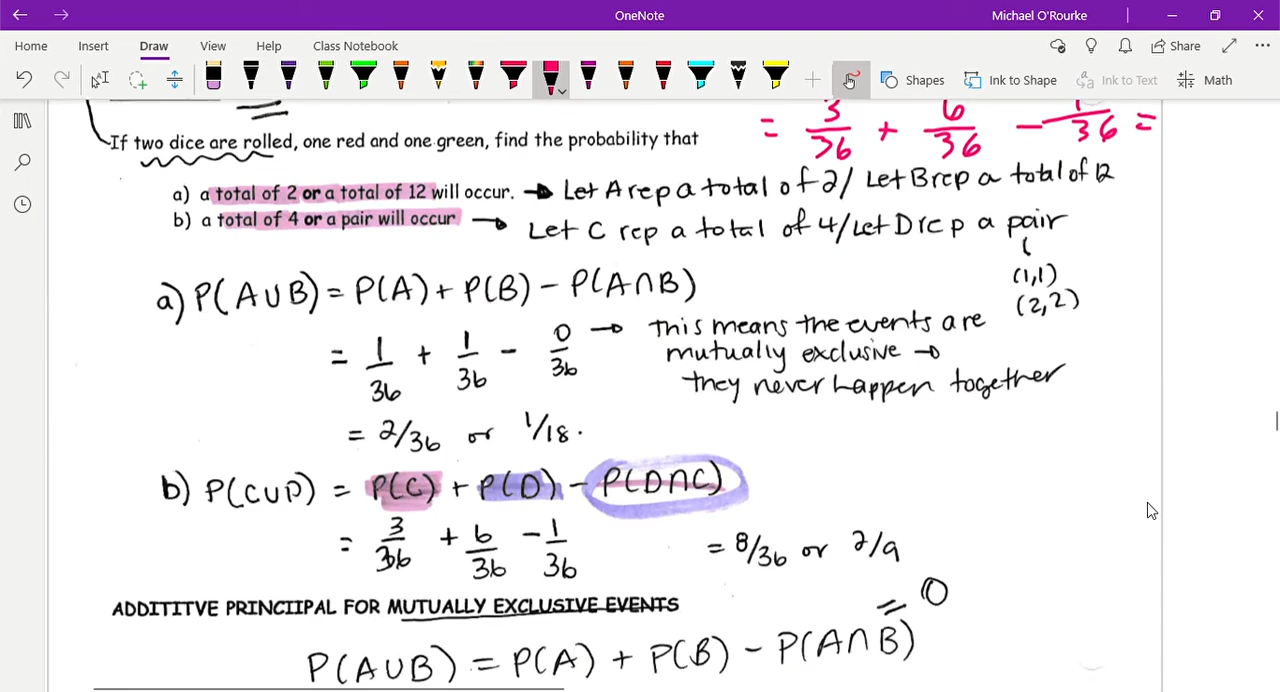 OneNote
Michael O'Rourke
Home Insert Draw View Help Class Notebook
Share
Shapes Ink to Shape Ink to Text Math
= 3/36 + 6/36 - 1/36 =
If two dice are rolled, one red and one green, find the probability that
a) a total of 2 or a total of 12 will occur. → Let A rep a total of 2/ Let B rep a total of 12
b) a total of 4 or a pair will occur → Let C rep a total of 4/Let D rep a pair
(1,1)
(2,2)
a) P(A∪B) = P(A) + P(B) - P(A∩B)
= 1/36 + 1/36 - 0/36 → this means the events are
mutually exclusive →
they never happen together
= 2/36 or 1/18.
b) P(C∪D) = P(C) + P(D) - P(D∩C)
= 3/36 + 6/36 - 1/36 = 8/36 or 2/9
ADDITITVE PRINCIIPAL FOR MUTUALLY EXCLUSIVE EVENTS
= 0
P(A∪B) = P(A) + P(B) - P(A∩B)